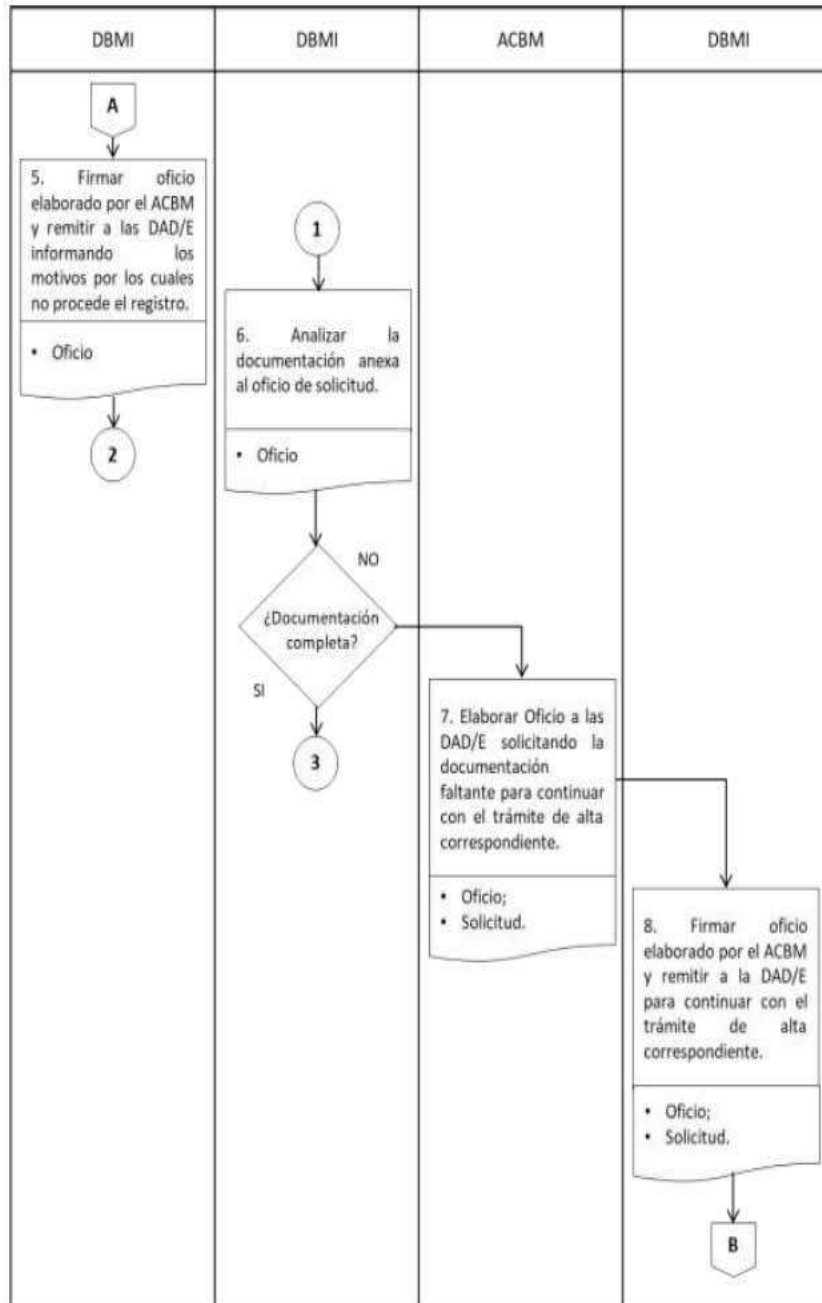 DBMI
DBMI
ACBM
DBMI
A
5. Firmar oficio
elaborado por el ACBM
y remitir a las DAD/E
informando los
motivos por los cuales
no procede el registro.
• Oficio
2
1
6. Analizar la
documentación anexa
al oficio de solicitud.
• Oficio
NO
¿Documentación
completa?
SI
3
7. Elaborar Oficio a las
DAD/E solicitando la
documentación
faltante para continuar
con el trámite de alta
correspondiente.
• Oficio;
• Solicitud.
8. Firmar oficio
elaborado por el ACBM
y remitir a la DAD/E
para continuar con el
trámite de alta
correspondiente.
• Oficio;
• Solicitud.
B